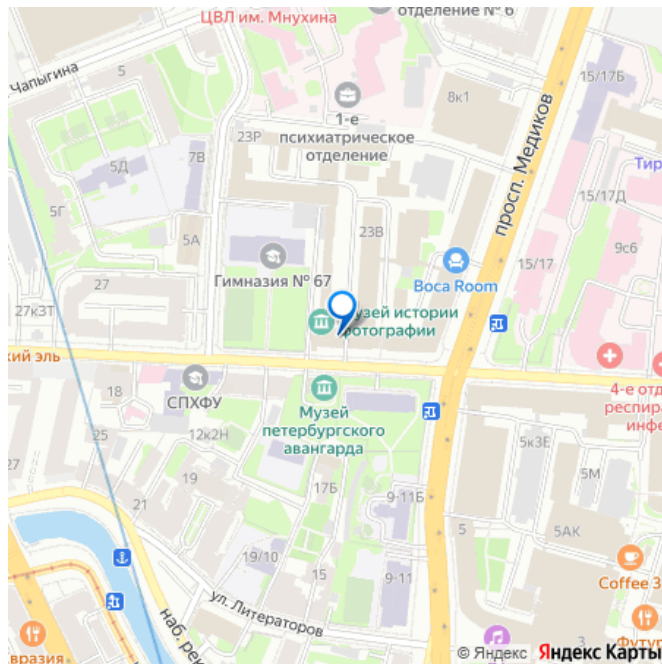 отделение № 6
ЦВЛ им. Мнухина
Чапыгина
5
8к1
15/17Б
1-е
психиатрическое
отделение
23Р
просп. Медиков
7В
5Д
Тир
15/17Д
5Г
5А
23В
9с6
15/17
Гимназия № 67
Boca Room
27
27к3Т
Музей истории
фотографии
кий эль
18
СПХФУ
4-е отд
респира
инфе
Музей
петербургского
авангарда
12к2Н
25
5к3Е
27
19
5М
21
17Б
9-11Б
5
5АК
19/10
15
9-11
Coffee 3
ул. Литераторов
наб. рек
3
Футур
вразия
© Яндекс Яндекс Карты